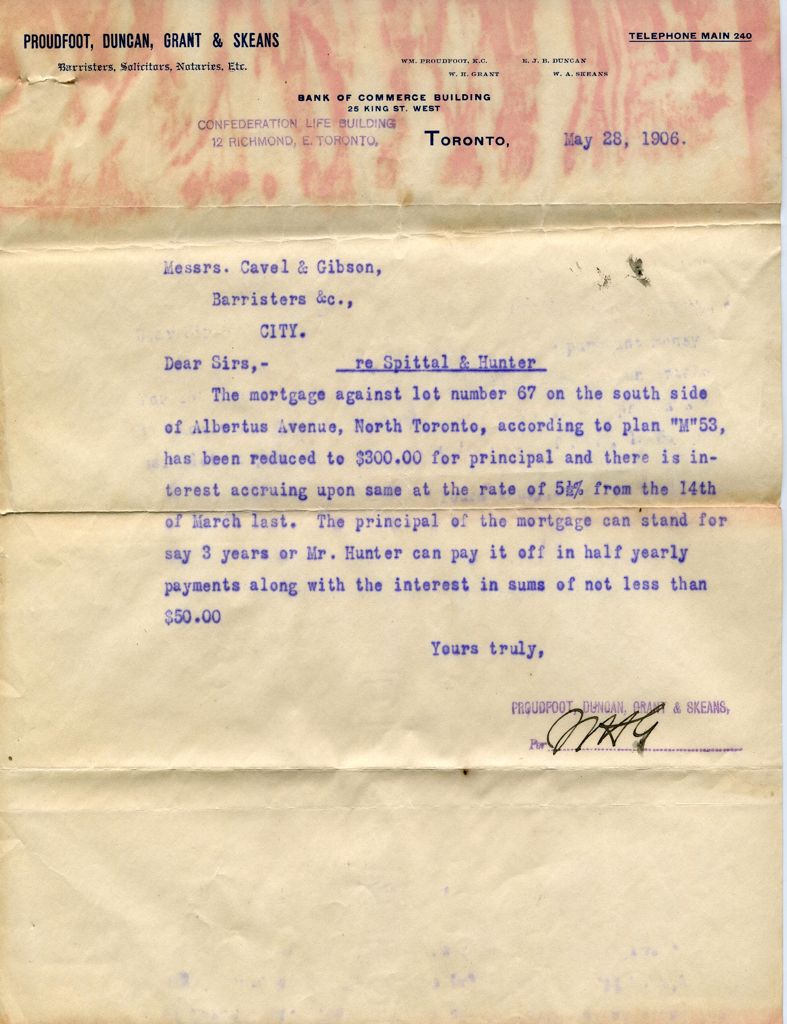 PROUDFOOT, DUNCAN, GRANT & SKEANS
TELEPHONE MAIN 240
Barristers, Solicitors, Notaries, Etc.
WM. PROUDFOOT, K.C. E. J. B. DUNCAN
W. H. GRANT W. A. SKEANS
BANK OF COMMERCE BUILDING
25 KING ST. WEST
CONFEDERATION LIFE BUILDING
12 RICHMOND, E. TORONTO,
TORONTO, May 28, 1906.
Messrs. Cavel & Gibson,
Barristers &c.,
CITY.
Dear Sirs,- re Spittal & Hunter
The mortgage against lot number 67 on the south side
of Albertus Avenue, North Toronto, according to plan "M"53,
has been reduced to $300.00 for principal and there is in-
terest accruing upon same at the rate of 5½% from the 14th
of March last. The principal of the mortgage can stand for
say 3 years or Mr. Hunter can pay it off in half yearly
payments along with the interest in sums of not less than
$50.00
Yours truly,
PROUDFOOT, DUNCAN, GRANT & SKEANS,
Per WHG